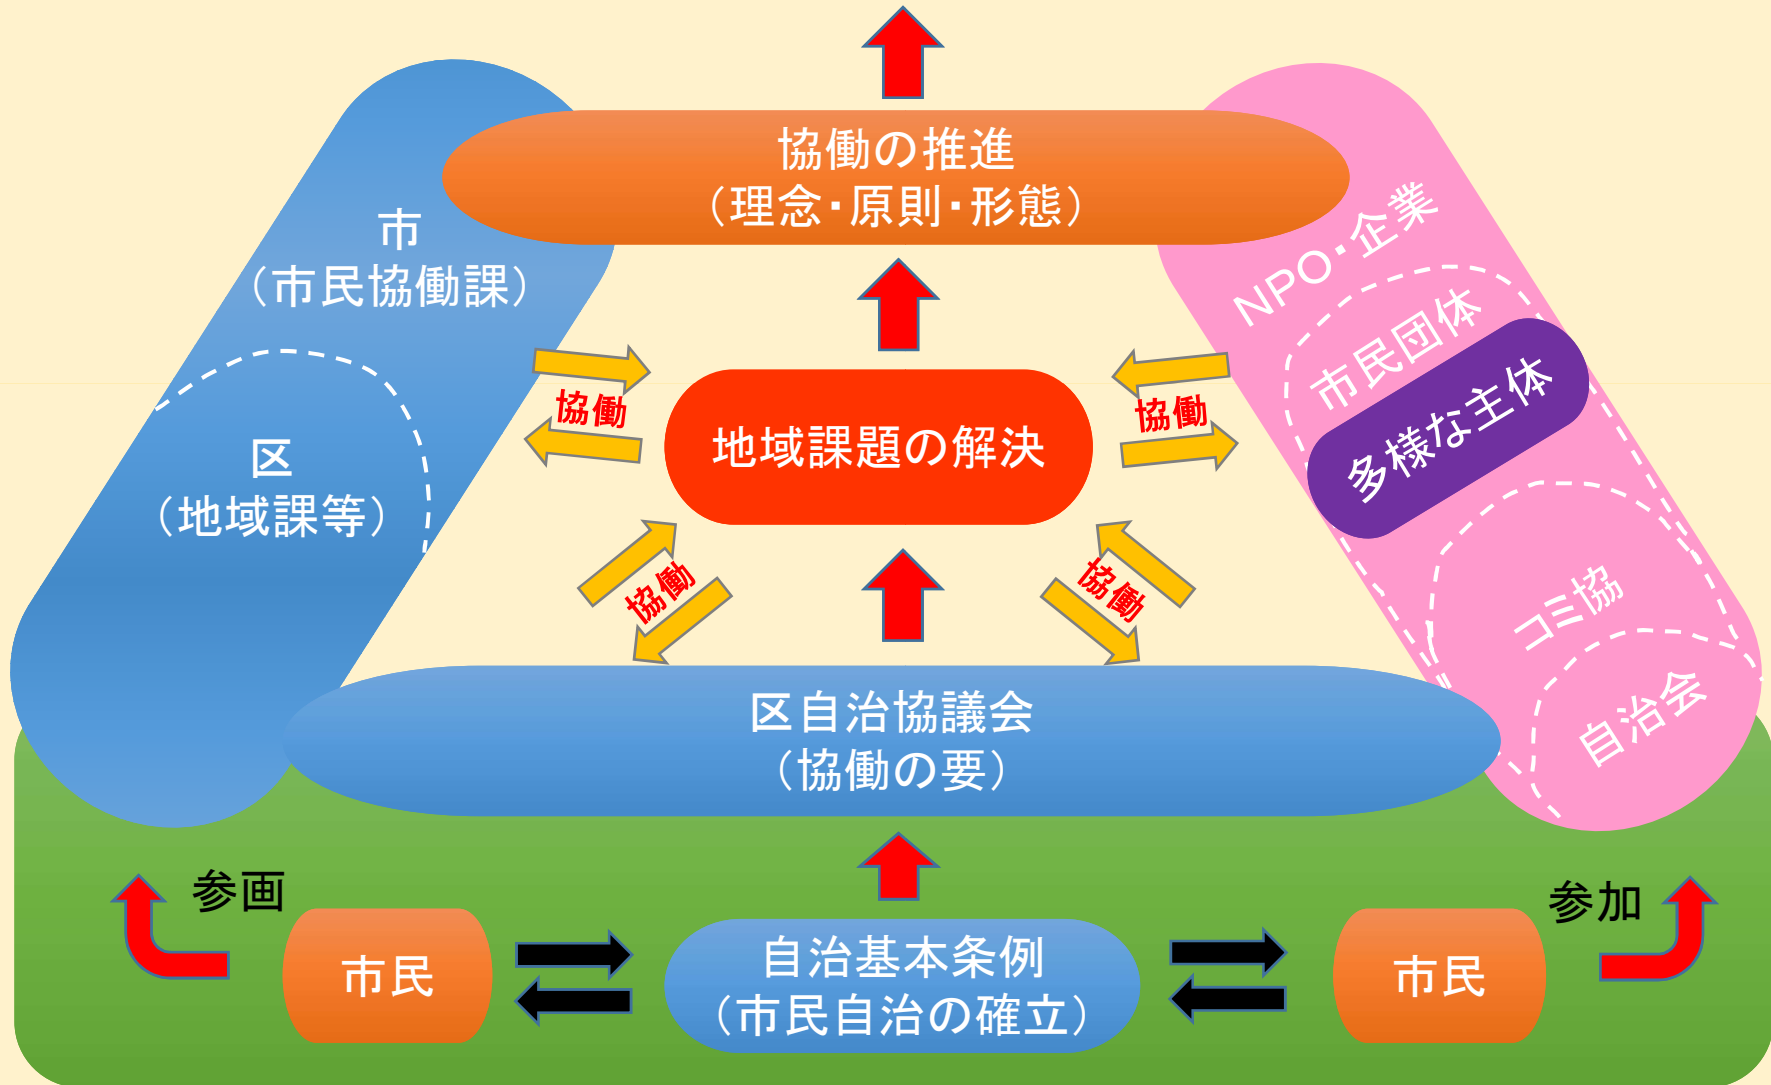 協働の推進
（理念・原則・形態）
市
（市民協働課）
NPO・企業
市民団体
多様な主体
協働
地域課題の解決
協働
区
（地域課等）
協働
協働
コミ協
自治会
区自治協議会
（協働の要）
参画
参加
市民
自治基本条例
（市民自治の確立）
市民